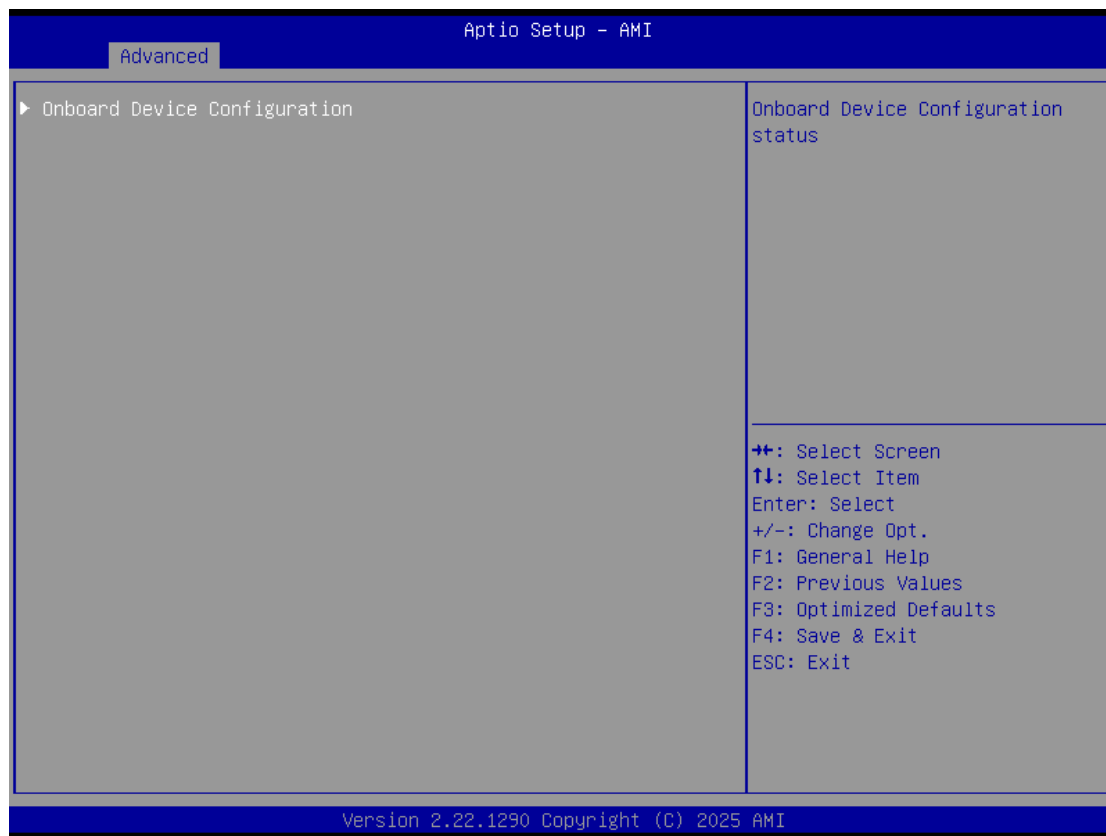 Aptio Setup – AMI
Advanced
▶ Onboard Device Configuration
Onboard Device Configuration
status
→←: Select Screen
↑↓: Select Item
Enter: Select
+/-: Change Opt.
F1: General Help
F2: Previous Values
F3: Optimized Defaults
F4: Save & Exit
ESC: Exit
Version 2.22.1290 Copyright (C) 2025 AMI